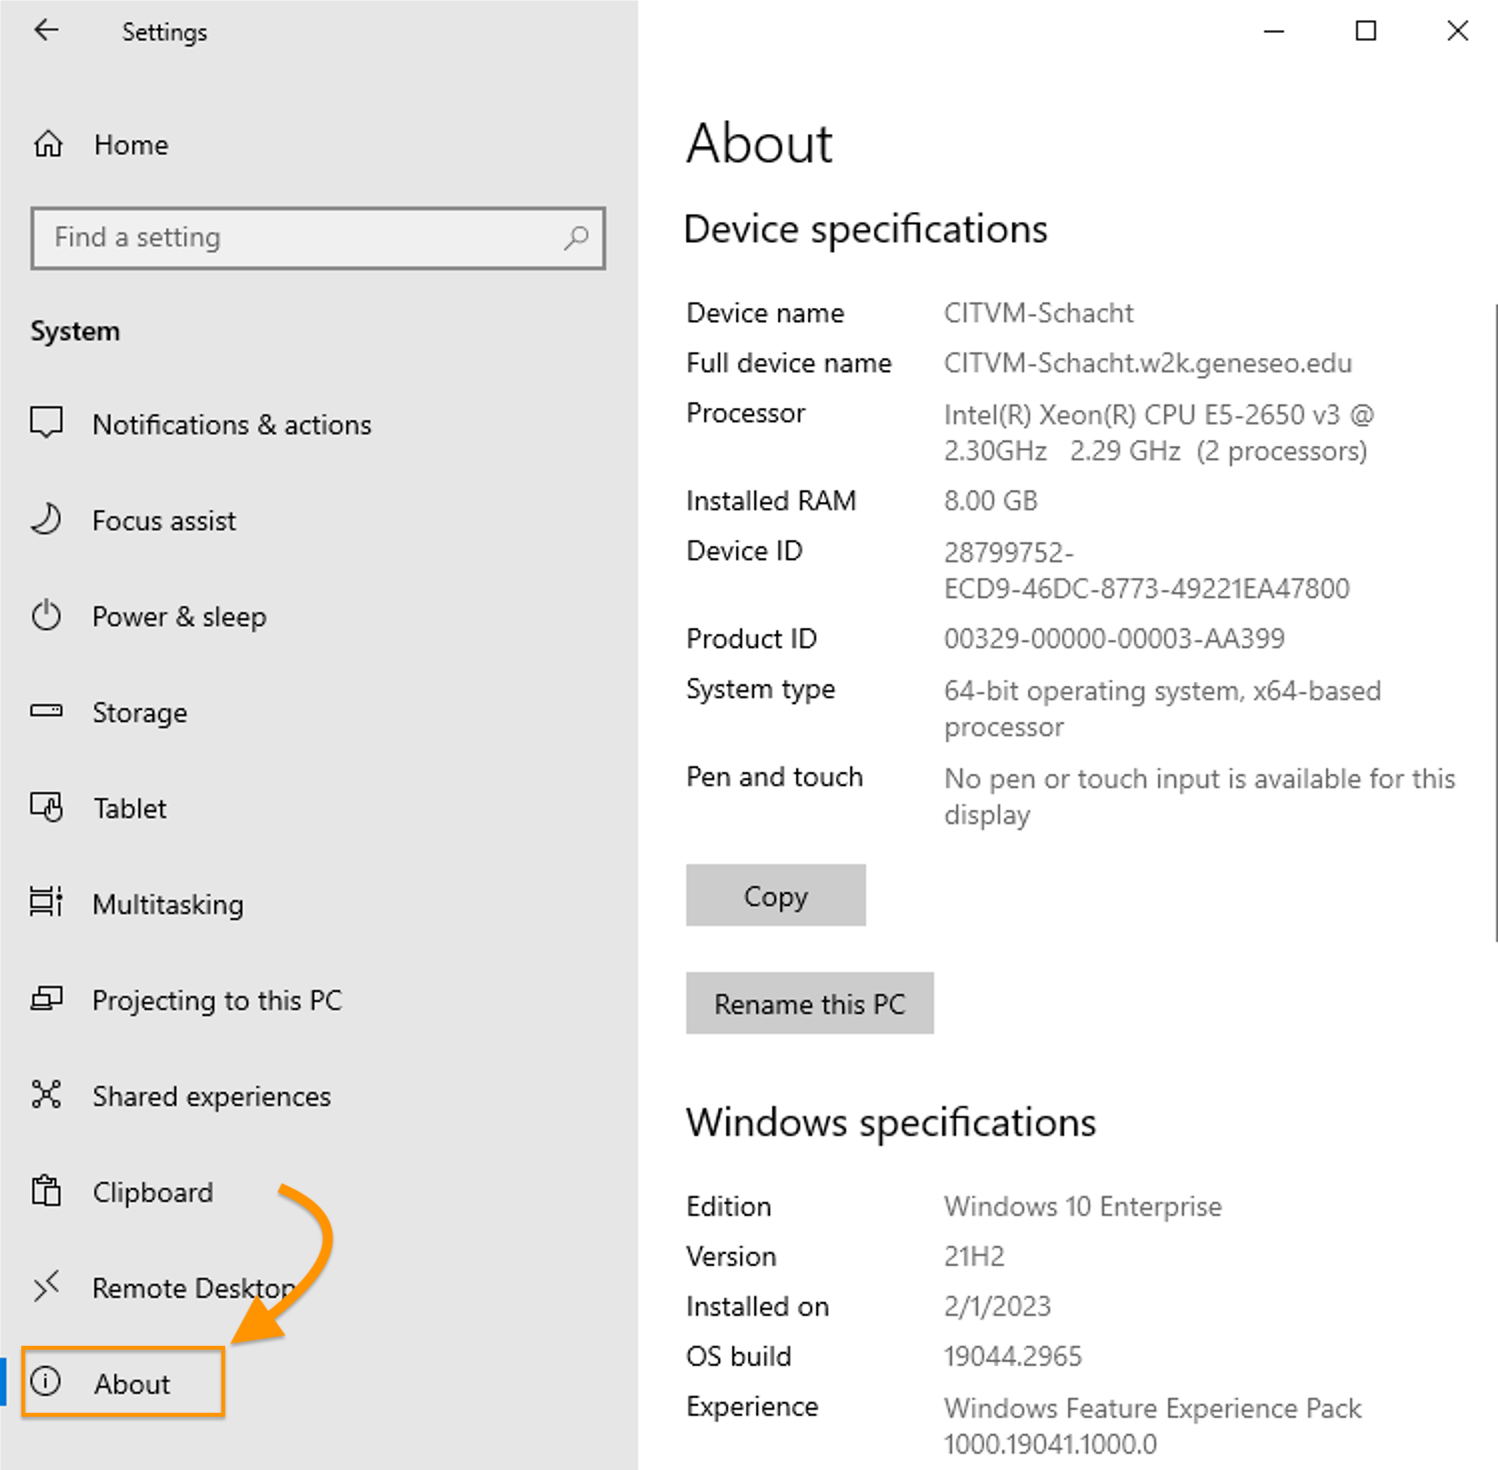 Settings
Home
Find a setting
System
Notifications & actions
Focus assist
Power & sleep
Storage
Tablet
Multitasking
Projecting to this PC
Shared experiences
Clipboard
Remote Desktop
About
About
Device specifications
Device name CITVM-Schacht
Full device name CITVM-Schacht.w2k.geneseo.edu
Processor Intel(R) Xeon(R) CPU E5-2650 v3 @
2.30GHz 2.29 GHz (2 processors)
Installed RAM 8.00 GB
Device ID 28799752-
ECD9-46DC-8773-49221EA47800
Product ID 00329-00000-00003-AA399
System type 64-bit operating system, x64-based
processor
Pen and touch No pen or touch input is available for this
display
Copy
Rename this PC
Windows specifications
Edition Windows 10 Enterprise
Version 21H2
Installed on 2/1/2023
OS build 19044.2965
Experience Windows Feature Experience Pack
1000.19041.1000.0